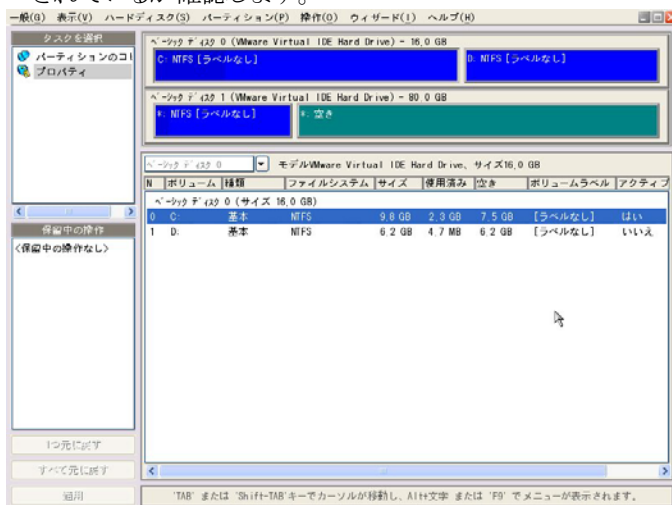 されているか確認します。
一般(G) 表示(V) ハードディスク(S) パーティション(P) 操作(O) ウィザード(I) ヘルプ(H)
タスクを選択
パーティションのコ
プロパティ
保留中の操作
<保留中の操作なし>
1つ元に戻す
すべて元に戻す
適用
ベーシック ディスク 0 (VMware Virtual IDE Hard Drive) - 16,0 GB
C: NTFS [ラベルなし]
D: NTFS [ラベルなし]
ベーシック ディスク 1 (VMware Virtual IDE Hard Drive) - 80,0 GB
*: NTFS [ラベルなし]
*: 空き
ベーシック ディスク 0 モデルVMware Virtual IDE Hard Drive、サイズ16,0 GB
N ボリューム 種類 ファイルシステム サイズ 使用済み 空き ボリュームラベル アクティブ
ベーシック ディスク 0 (サイズ 16,0 GB)
0 C: 基本 NTFS 9,8 GB 2,3 GB 7,5 GB [ラベルなし] はい
1 D: 基本 NTFS 6,2 GB 4,7 MB 6,2 GB [ラベルなし] いいえ
'TAB' または 'Shift-TAB'キーでカーソルが移動し、Alt+文字 または 'F9' でメニューが表示されます。